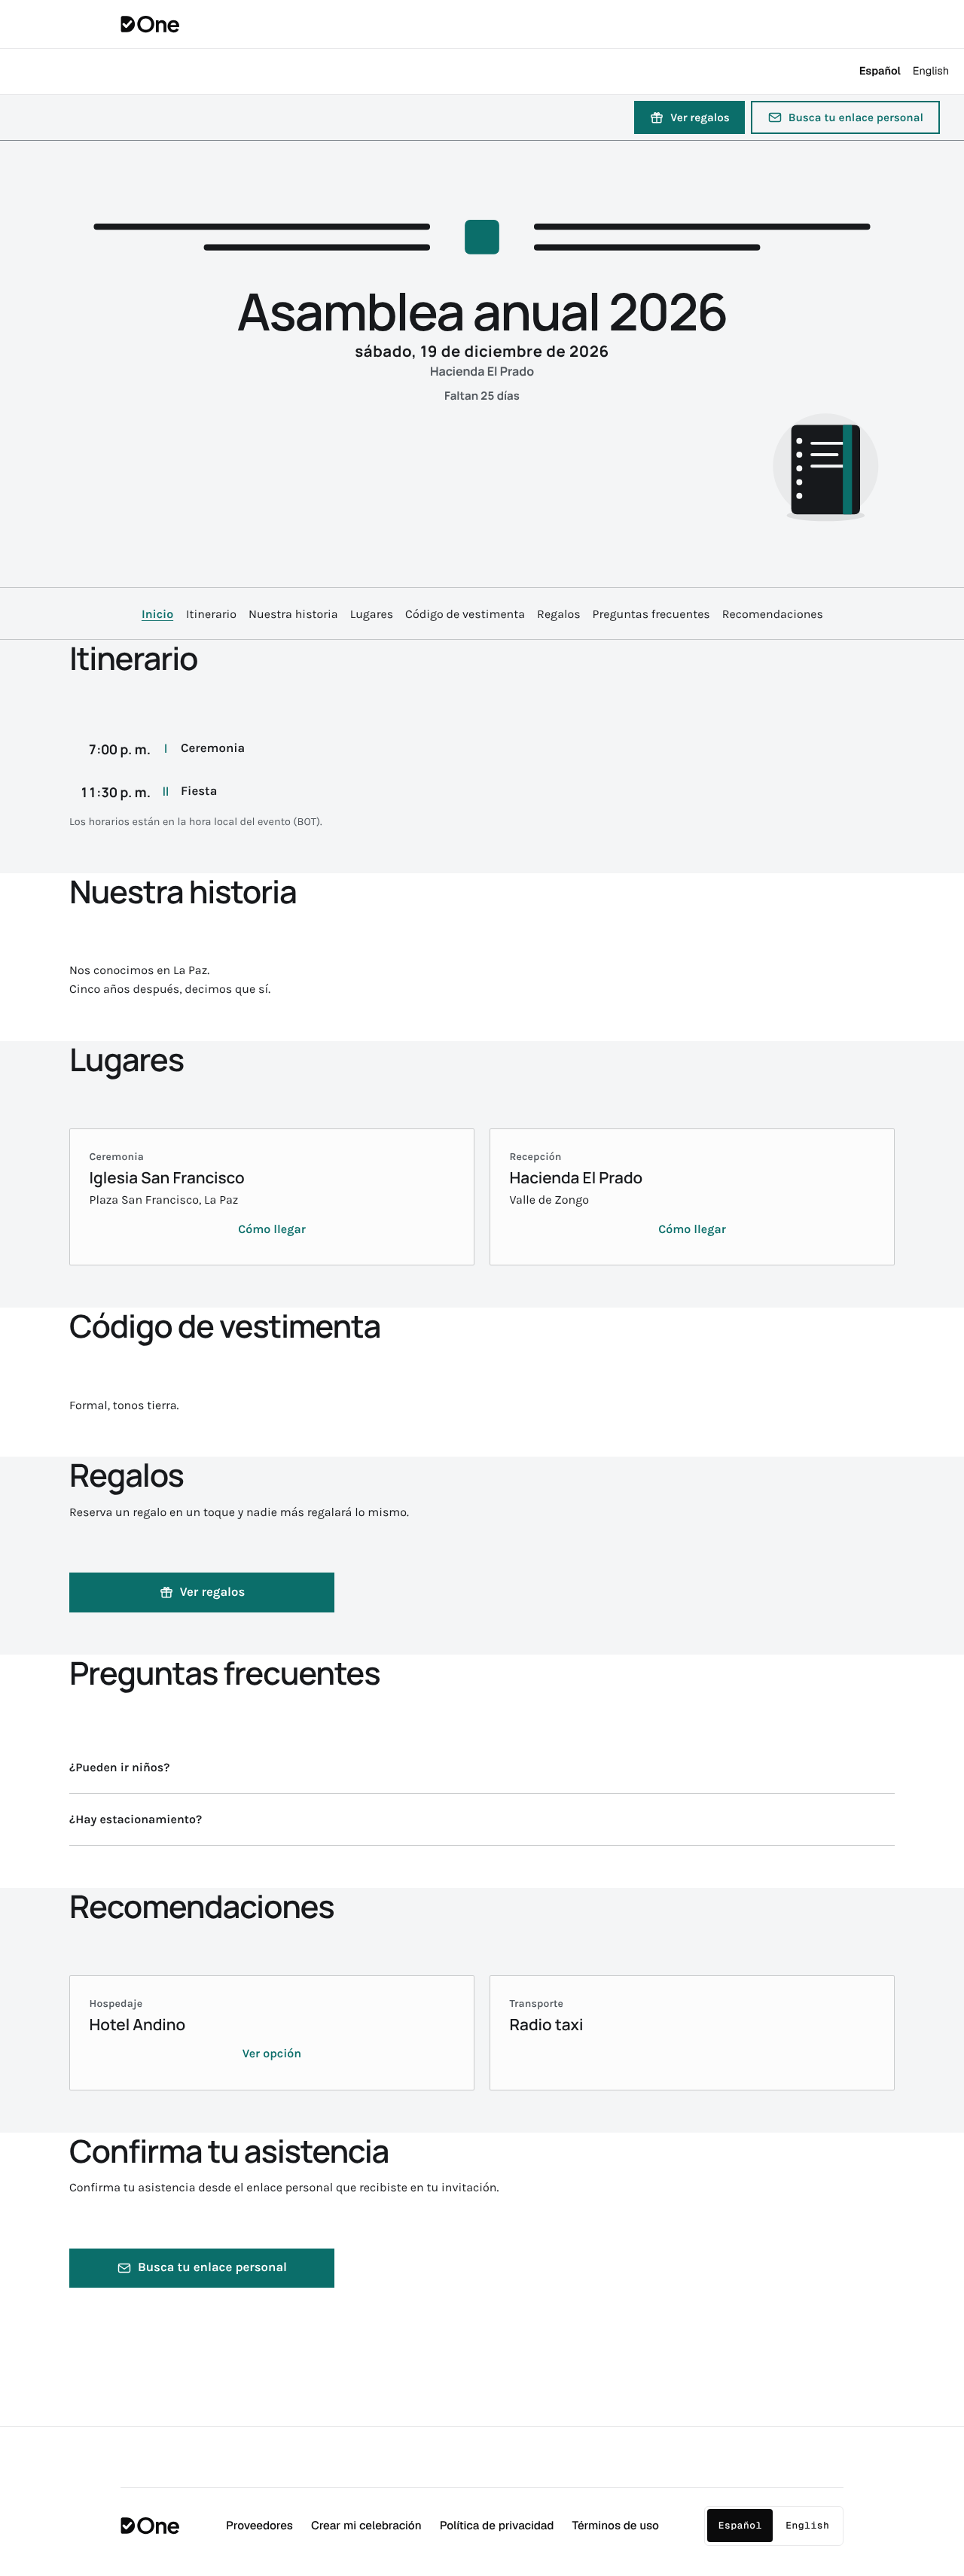 One
Español English
Ver regalos Busca tu enlace personal
Asamblea anual 2026
sábado, 19 de diciembre de 2026
Hacienda El Prado
Faltan 25 días
Inicio Itinerario Nuestra historia Lugares Código de vestimenta Regalos Preguntas frecuentes Recomendaciones
Itinerario
7:00 p. m. I Ceremonia
11:30 p. m. II Fiesta
Los horarios están en la hora local del evento (BOT).
Nuestra historia
Nos conocimos en La Paz.
Cinco años después, decimos que sí.
Lugares
Ceremonia
Iglesia San Francisco
Plaza San Francisco, La Paz
Cómo llegar
Recepción
Hacienda El Prado
Valle de Zongo
Cómo llegar
Código de vestimenta
Formal, tonos tierra.
Regalos
Reserva un regalo en un toque y nadie más regalará lo mismo.
Ver regalos
Preguntas frecuentes
¿Pueden ir niños?
¿Hay estacionamiento?
Recomendaciones
Hospedaje
Hotel Andino
Ver opción
Transporte
Radio taxi
Confirma tu asistencia
Confirma tu asistencia desde el enlace personal que recibiste en tu invitación.
Busca tu enlace personal
One Proveedores Crear mi celebración Política de privacidad Términos de uso Español English